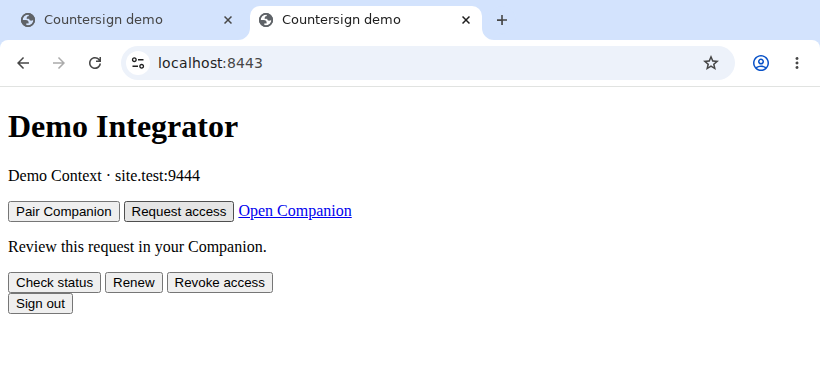 Countersign demo Countersign demo
localhost:8443
Demo Integrator
Demo Context · site.test:9444
Pair Companion Request access Open Companion
Review this request in your Companion.
Check status Renew Revoke access
Sign out